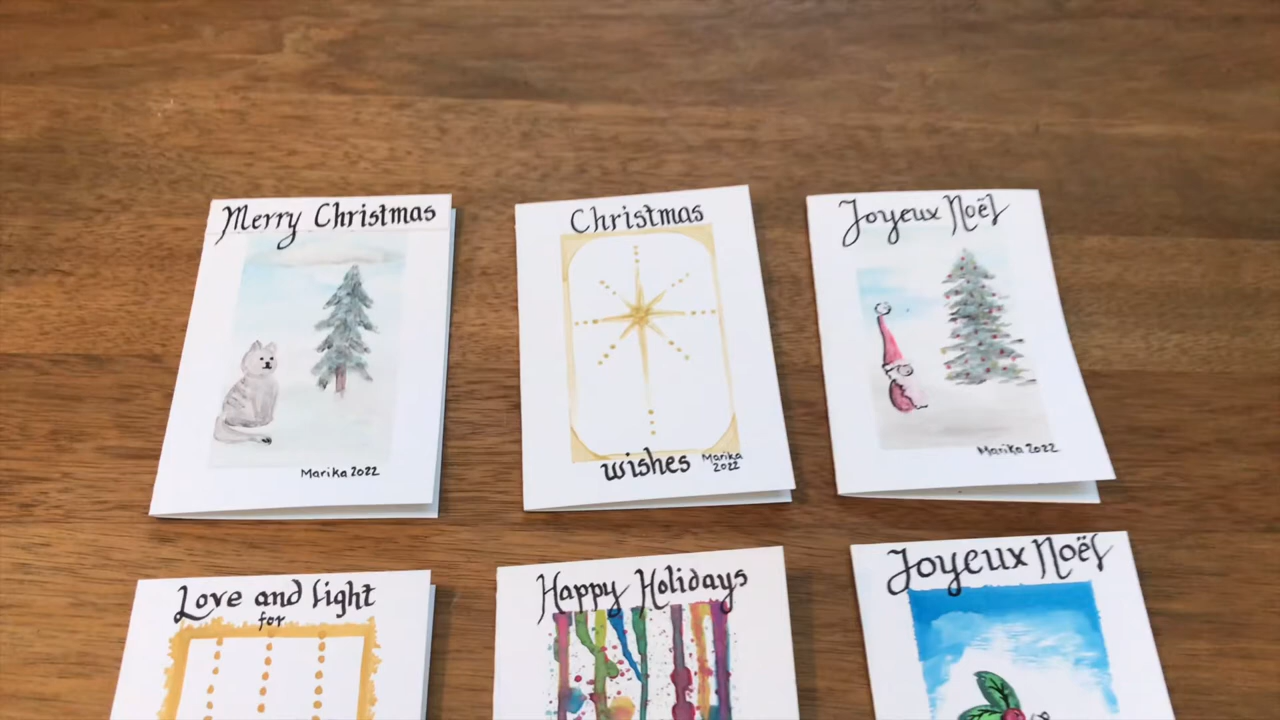 Merry Christmas
Marika 2022
Christmas
wishes
Marika
2022
Joyeux Noël
Marika 2022
Love and light
for
Happy Holidays
Joyeux Noël